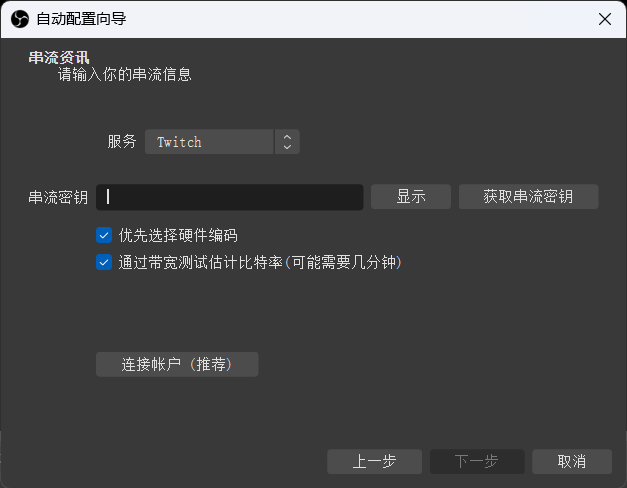 自动配置向导
串流资讯
请输入你的串流信息
服务 Twitch
串流密钥 显示 获取串流密钥
优先选择硬件编码
通过带宽测试估计比特率(可能需要几分钟)
连接帐户 (推荐)
上一步 下一步 取消